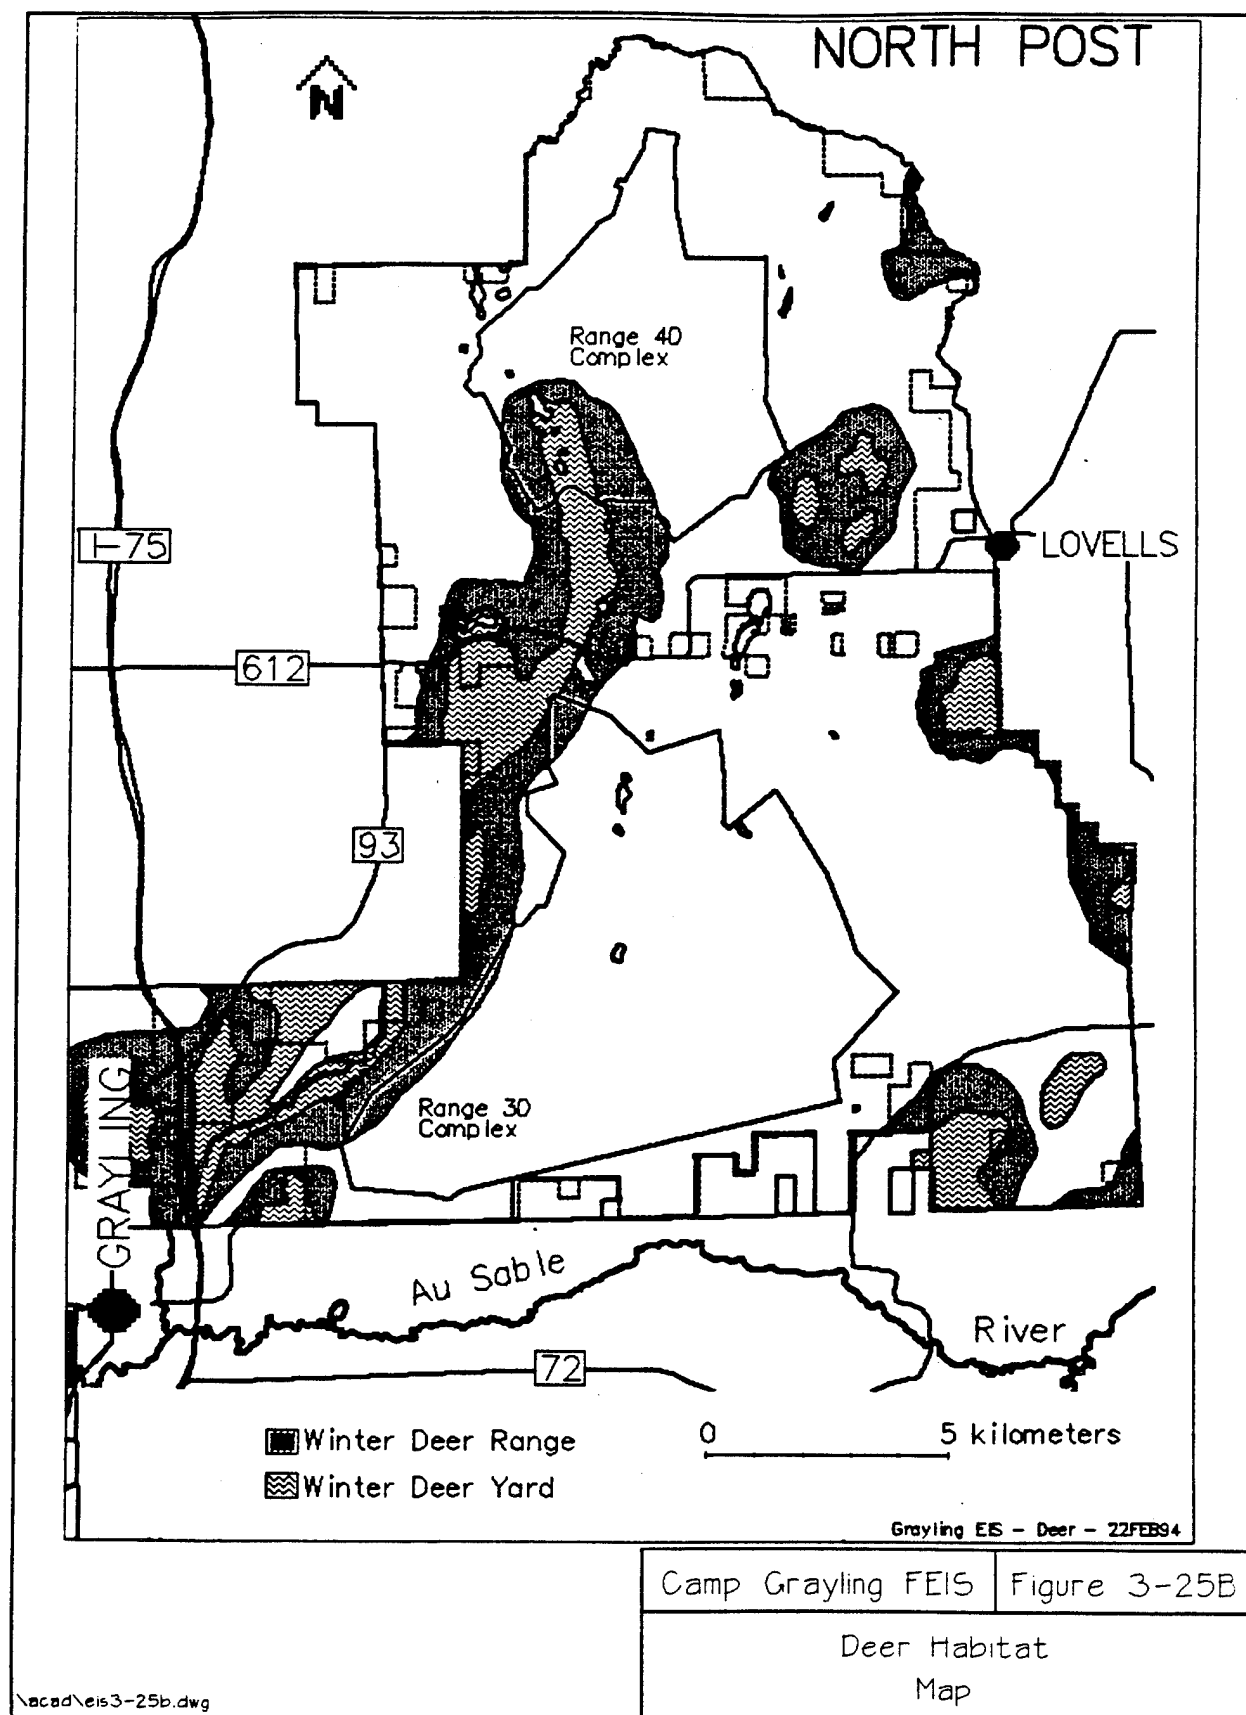 NORTH POST
N
Range 40
Complex
I-75
LOVELLS
612
93
GRAYLING
Range 30
Complex
Au Sable
River
72
Winter Deer Range
0 5 kilometers
Winter Deer Yard
Grayling EIS - Deer - 22FEB94
Camp Grayling FEIS
Figure 3-25B
Deer Habitat
Map
\acad\eis3-25b.dwg